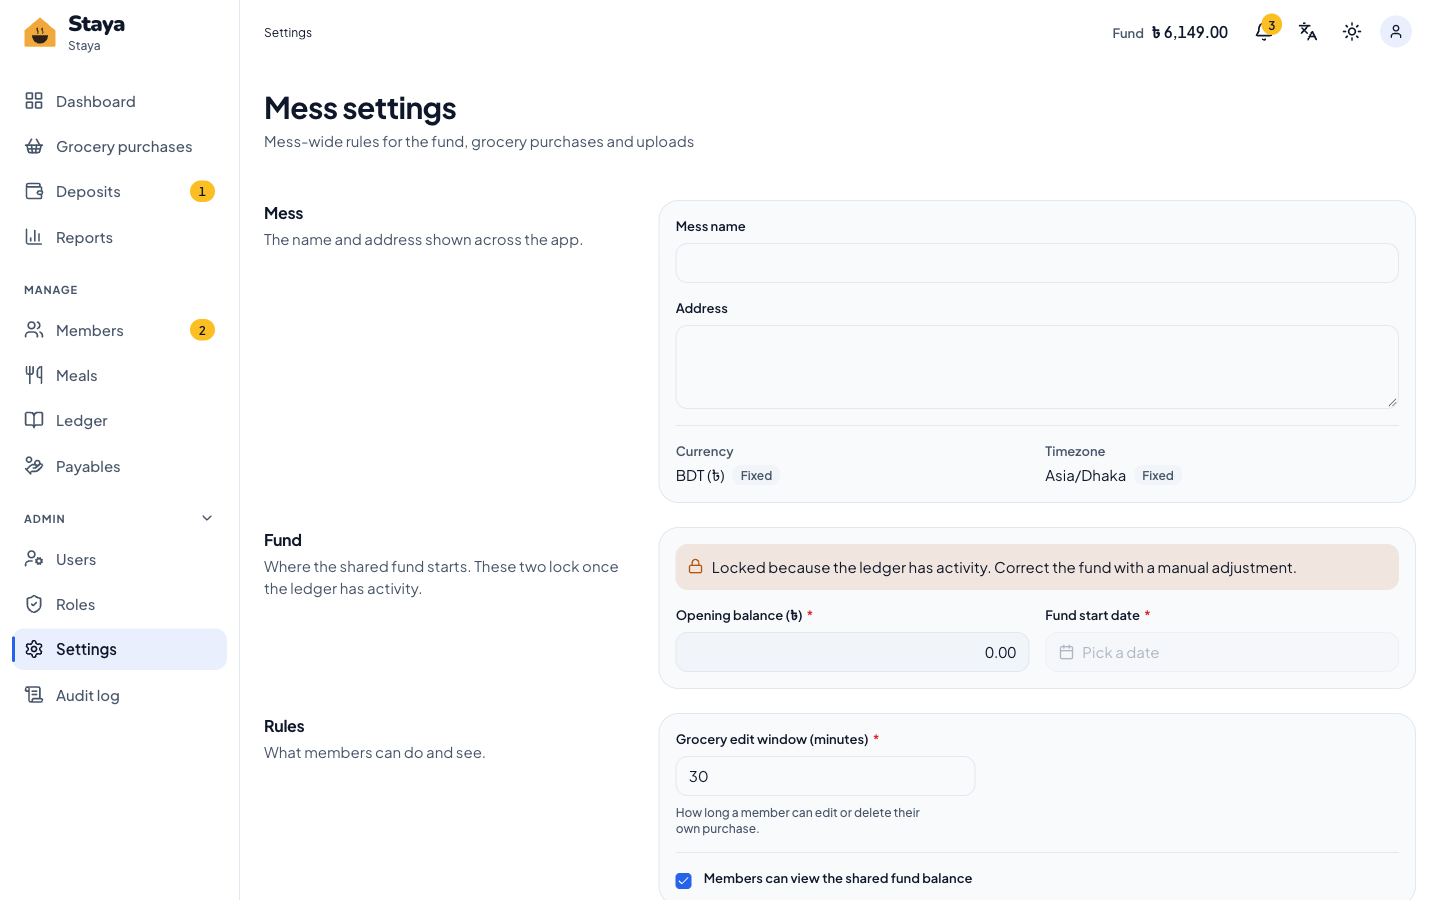 Staya
Staya
Dashboard
Grocery purchases
Deposits 1
Reports
MANAGE
Members 2
Meals
Ledger
Payables
ADMIN
Users
Roles
Settings
Audit log
Settings
Fund ৳ 6,149.00 3
Mess settings
Mess-wide rules for the fund, grocery purchases and uploads
Mess
The name and address shown across the app.
Mess name
Address
Currency
BDT (৳) Fixed
Timezone
Asia/Dhaka Fixed
Fund
Where the shared fund starts. These two lock once
the ledger has activity.
Locked because the ledger has activity. Correct the fund with a manual adjustment.
Opening balance (৳) *
0.00
Fund start date *
Pick a date
Rules
What members can do and see.
Grocery edit window (minutes) *
30
How long a member can edit or delete their
own purchase.
Members can view the shared fund balance